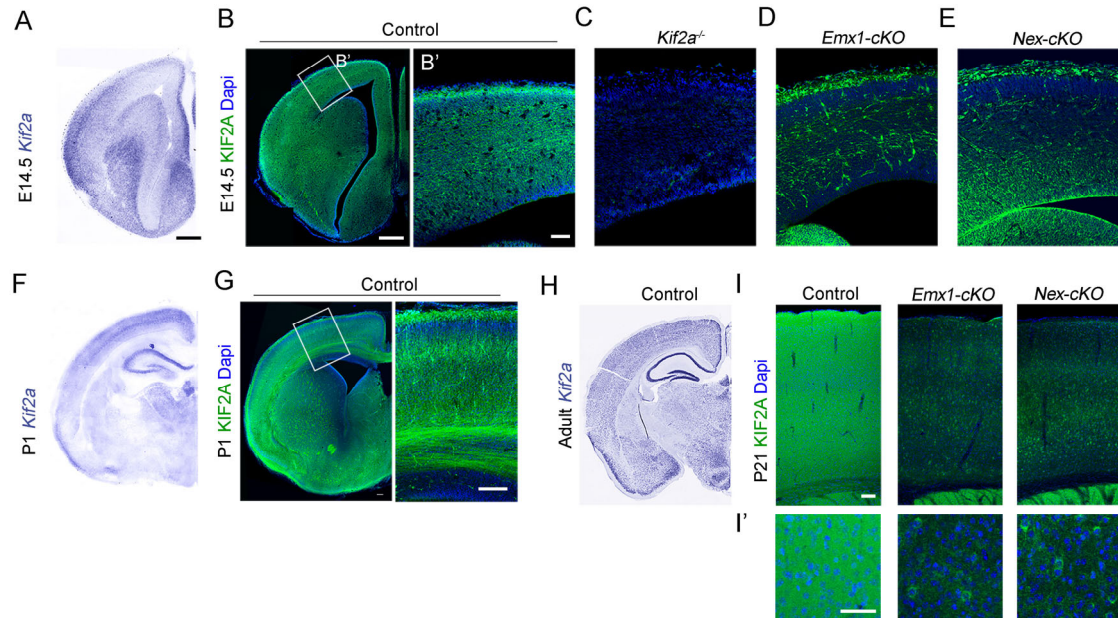 A
E14.5 Kif2a
B
Control
E14.5 KIF2A Dapi
B'
B'
C
Kif2a-/-
D
Emx1-cKO
E
Nex-cKO
F
P1 Kif2a
G
Control
P1 KIF2A Dapi
H
Control
Adult Kif2a
I
Control
Emx1-cKO
Nex-cKO
P21 KIF2A Dapi
I'